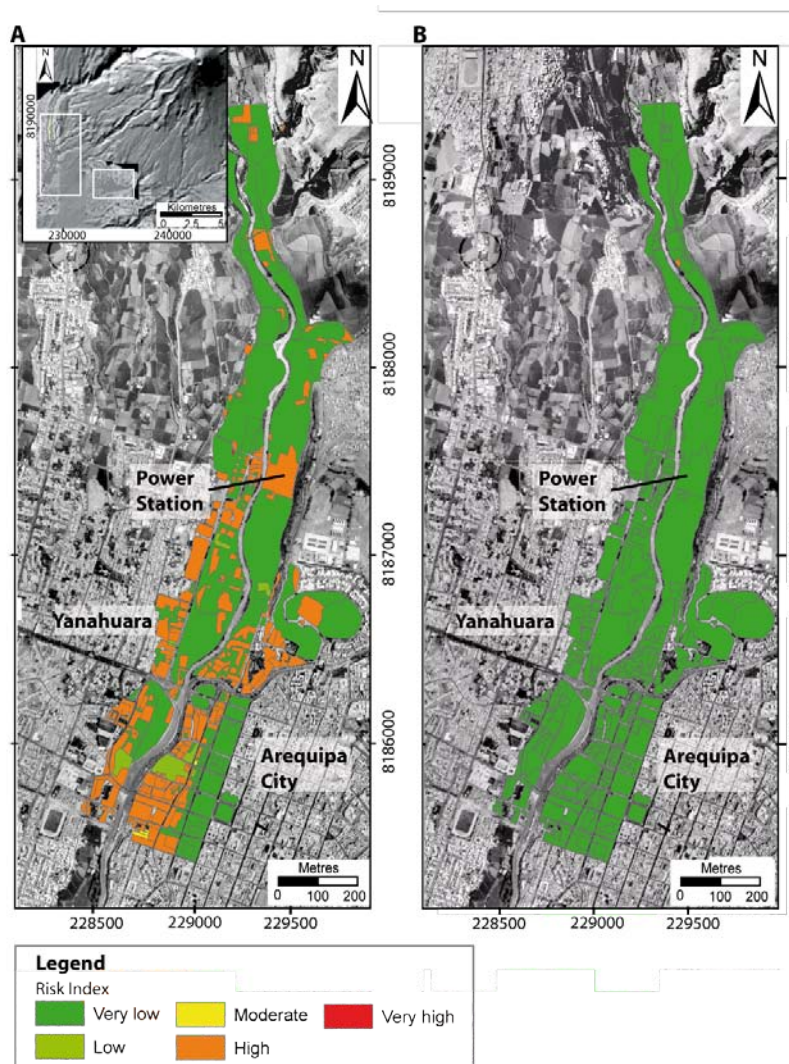 A
B
N
N
N
8190000
Kilometres
0 2.5 5
230000
240000
8189000
8188000
8187000
8186000
Power
Station
Power
Station
Yanahuara
Yanahuara
Arequipa
City
Arequipa
City
Metres
0 100 200
Metres
0 100 200
228500
229000
229500
228500
229000
229500
Legend
Risk Index
Very low
Moderate
Very high
Low
High